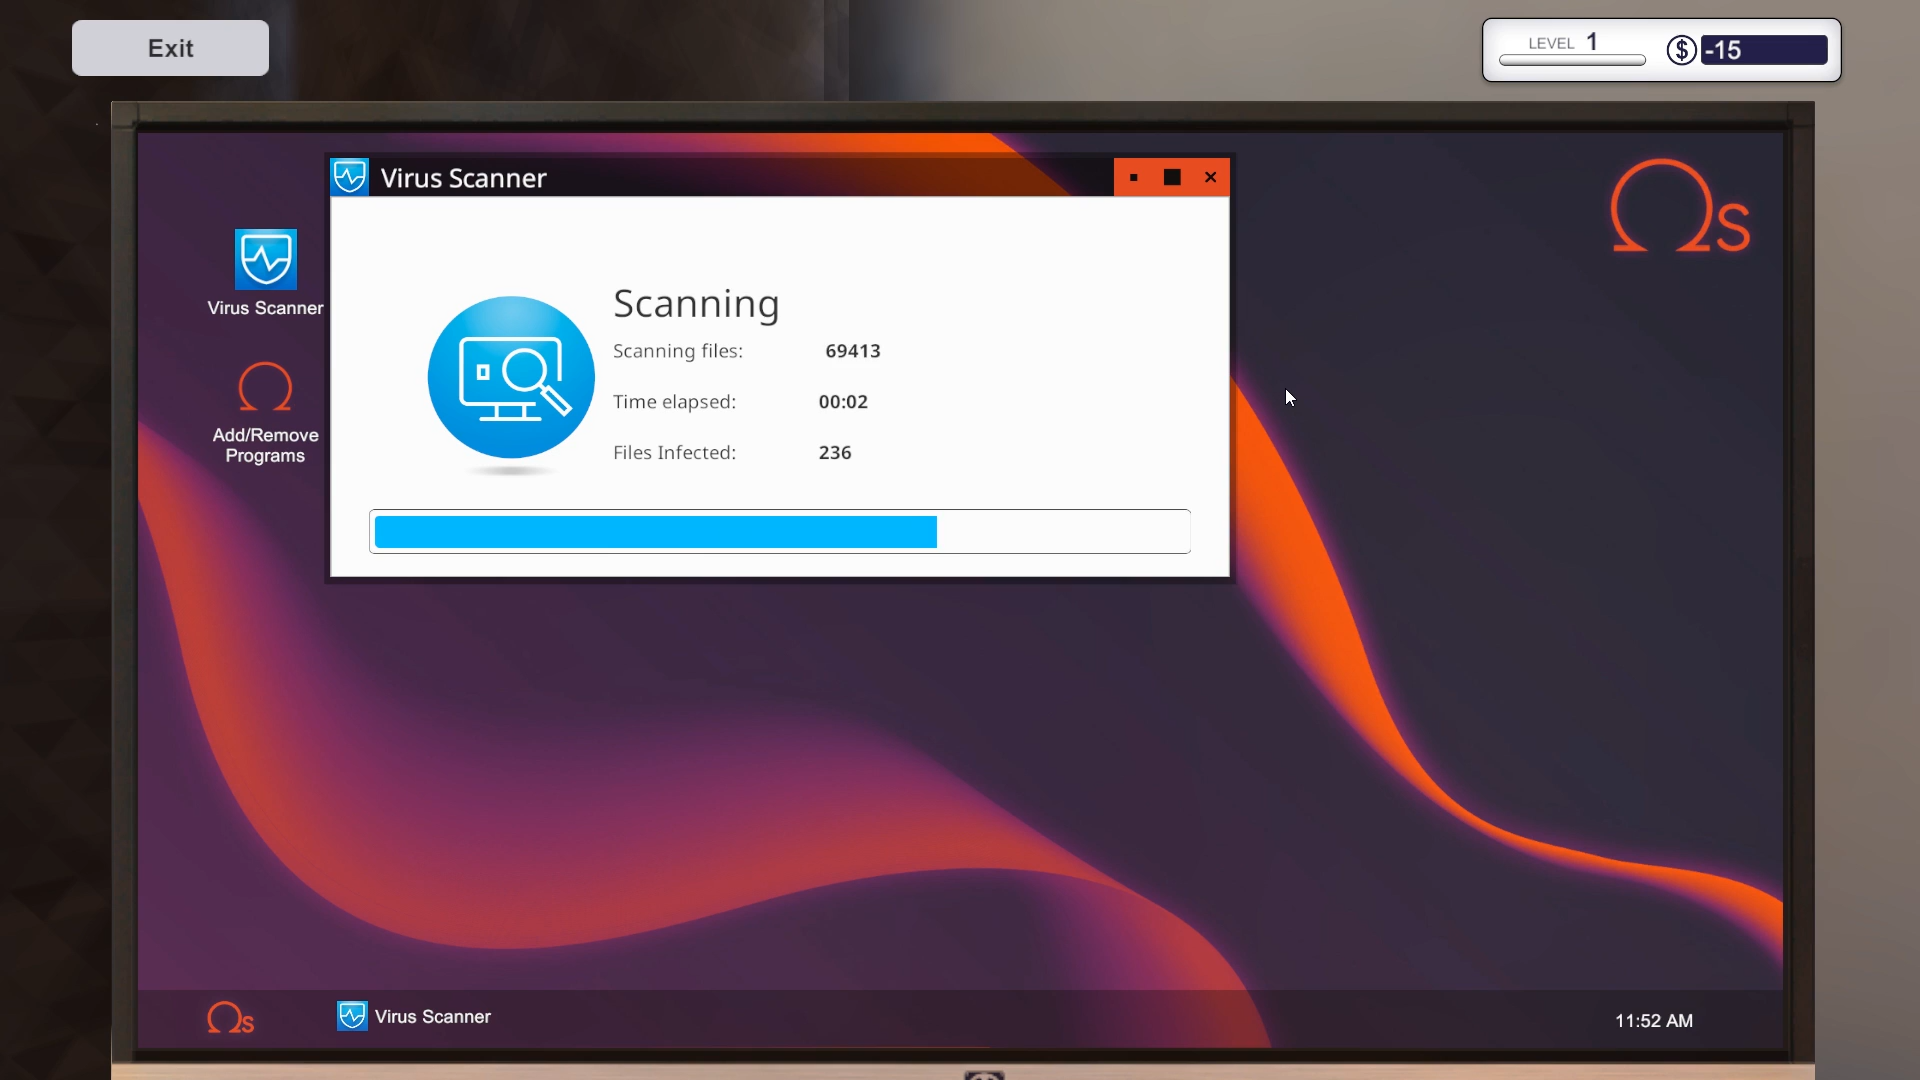 Exit
LEVEL 1
$ -15
Virus Scanner
Ωs
Virus Scanner
Scanning
Scanning files: 69413
Time elapsed: 00:02
Files Infected: 236
Add/Remove
Programs
Ωs
Virus Scanner
11:52 AM